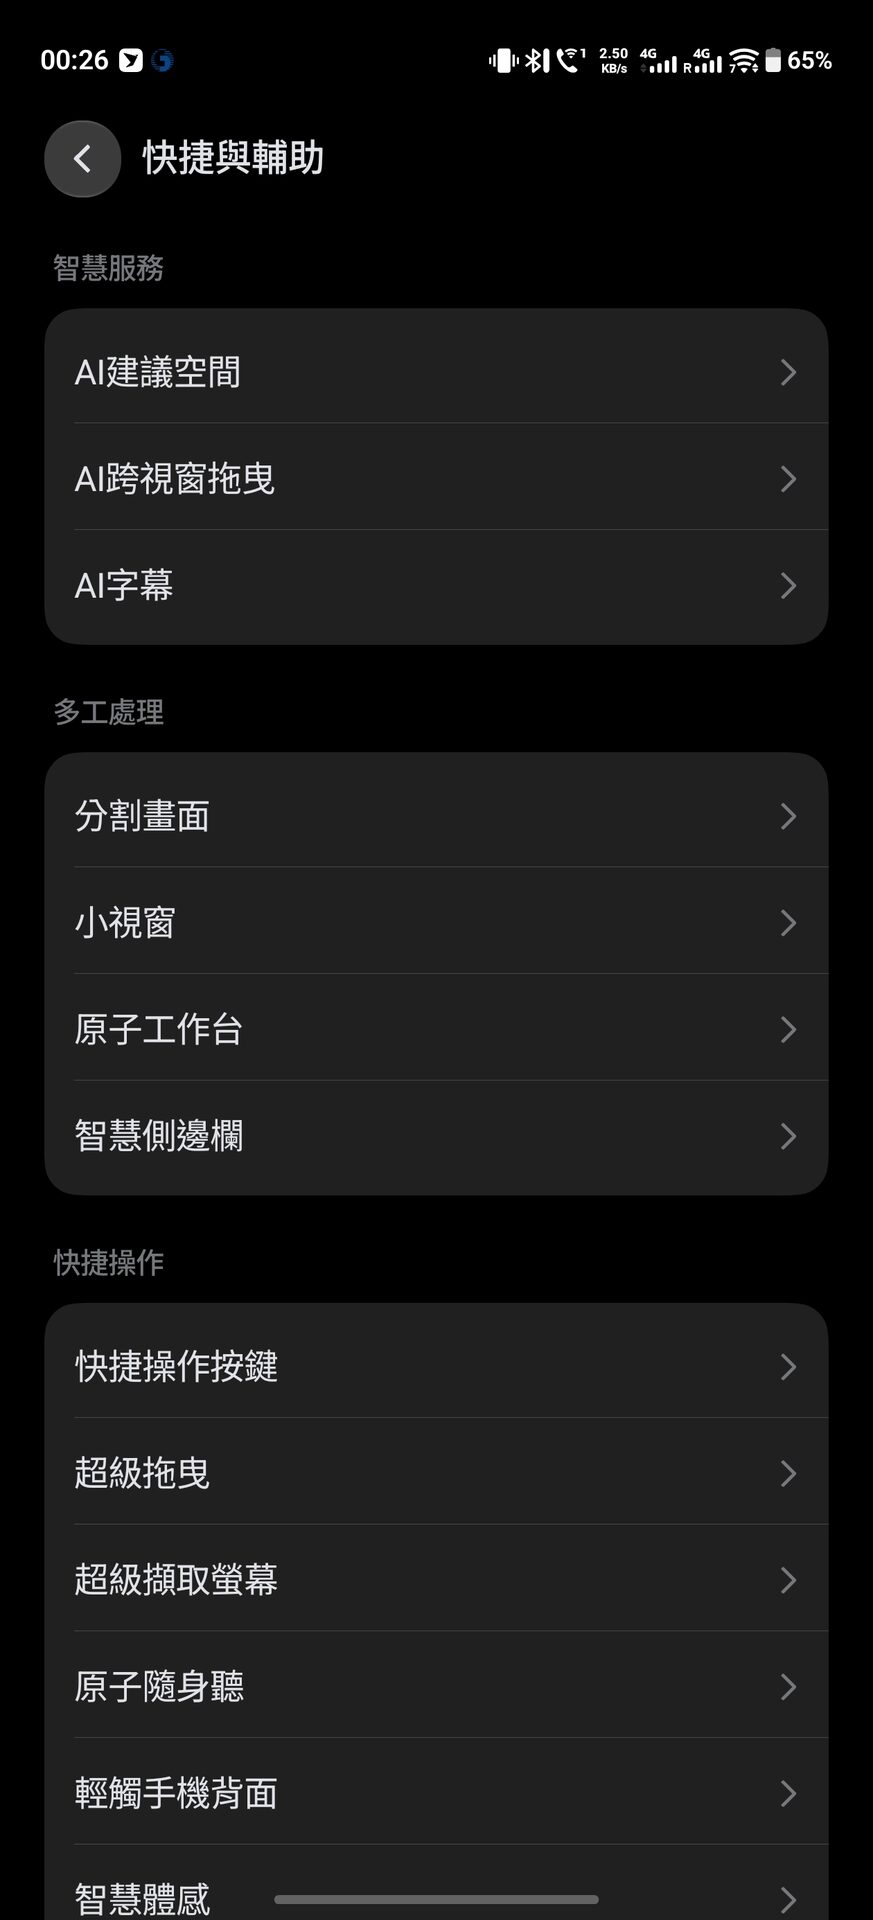 00:26
2.50 KB/s 4G R 4G 7 65%
快捷與輔助
智慧服務
AI建議空間
AI跨視窗拖曳
AI字幕
多工處理
分割畫面
小視窗
原子工作台
智慧側邊欄
快捷操作
快捷操作按鍵
超級拖曳
超級擷取螢幕
原子隨身聽
輕觸手機背面
智慧體感